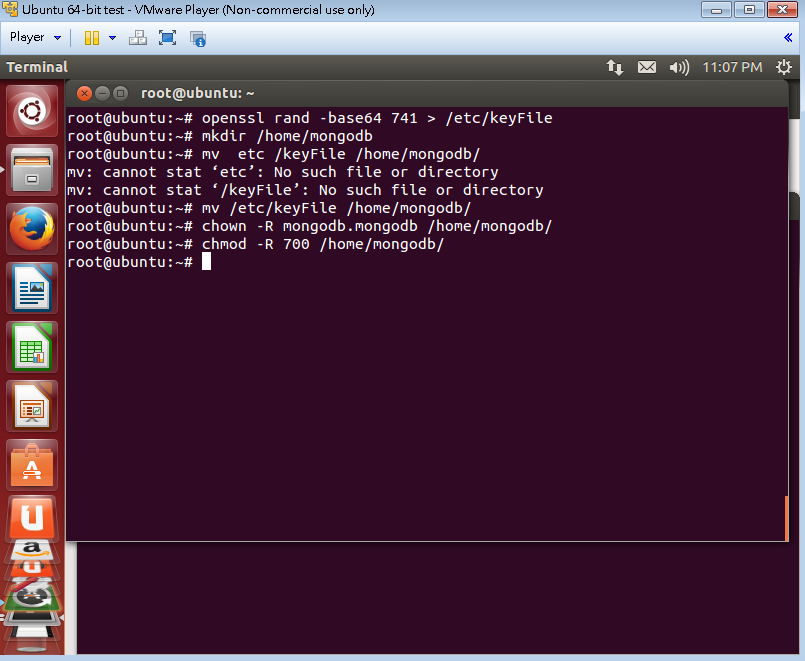 Ubuntu 64-bit test - VMware Player (Non-commercial use only)
Player
Terminal 11:07 PM
root@ubuntu: ~
root@ubuntu:~# openssl rand -base64 741 > /etc/keyFile
root@ubuntu:~# mkdir /home/mongodb
root@ubuntu:~# mv  etc /keyFile /home/mongodb/
mv: cannot stat ‘etc’: No such file or directory
mv: cannot stat ‘/keyFile’: No such file or directory
root@ubuntu:~# mv /etc/keyFile /home/mongodb/
root@ubuntu:~# chown -R mongodb.mongodb /home/mongodb/
root@ubuntu:~# chmod -R 700 /home/mongodb/
root@ubuntu:~#